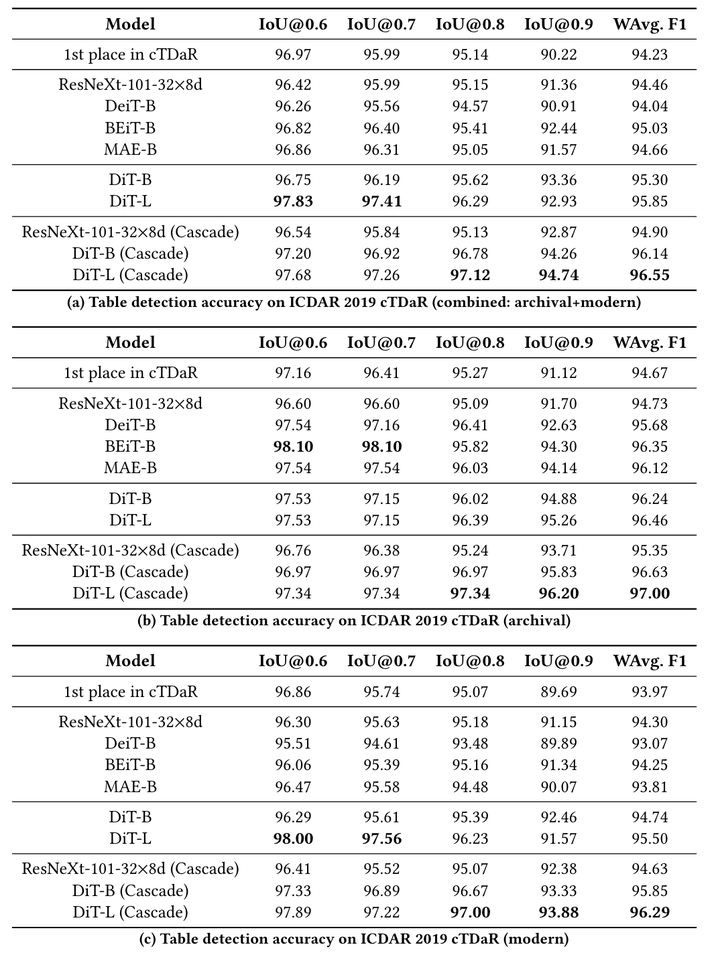 Model IoU@0.6 IoU@0.7 IoU@0.8 IoU@0.9 WAvg. F1
1st place in cTDaR 96.97 95.99 95.14 90.22 94.23
ResNeXt-101-32×8d 96.42 95.99 95.15 91.36 94.46
DeiT-B 96.26 95.56 94.57 90.91 94.04
BEiT-B 96.82 96.40 95.41 92.44 95.03
MAE-B 96.86 96.31 95.05 91.57 94.66
DiT-B 96.75 96.19 95.62 93.36 95.30
DiT-L 97.83 97.41 96.29 92.93 95.85
ResNeXt-101-32×8d (Cascade) 96.54 95.84 95.13 92.87 94.90
DiT-B (Cascade) 97.20 96.92 96.78 94.26 96.14
DiT-L (Cascade) 97.68 97.26 97.12 94.74 96.55
(a) Table detection accuracy on ICDAR 2019 cTDaR (combined: archival+modern)
Model IoU@0.6 IoU@0.7 IoU@0.8 IoU@0.9 WAvg. F1
1st place in cTDaR 97.16 96.41 95.27 91.12 94.67
ResNeXt-101-32×8d 96.60 96.60 95.09 91.70 94.73
DeiT-B 97.54 97.16 96.41 92.63 95.68
BEiT-B 98.10 98.10 95.82 94.30 96.35
MAE-B 97.54 97.54 96.03 94.14 96.12
DiT-B 97.53 97.15 96.02 94.88 96.24
DiT-L 97.53 97.15 96.39 95.26 96.46
ResNeXt-101-32×8d (Cascade) 96.76 96.38 95.24 93.71 95.35
DiT-B (Cascade) 96.97 96.97 96.97 95.83 96.63
DiT-L (Cascade) 97.34 97.34 97.34 96.20 97.00
(b) Table detection accuracy on ICDAR 2019 cTDaR (archival)
Model IoU@0.6 IoU@0.7 IoU@0.8 IoU@0.9 WAvg. F1
1st place in cTDaR 96.86 95.74 95.07 89.69 93.97
ResNeXt-101-32×8d 96.30 95.63 95.18 91.15 94.30
DeiT-B 95.51 94.61 93.48 89.89 93.07
BEiT-B 96.06 95.39 95.16 91.34 94.25
MAE-B 96.47 95.58 94.48 90.07 93.81
DiT-B 96.29 95.61 95.39 92.46 94.74
DiT-L 98.00 97.56 96.23 91.57 95.50
ResNeXt-101-32×8d (Cascade) 96.41 95.52 95.07 92.38 94.63
DiT-B (Cascade) 97.33 96.89 96.67 93.33 95.85
DiT-L (Cascade) 97.89 97.22 97.00 93.88 96.29
(c) Table detection accuracy on ICDAR 2019 cTDaR (modern)